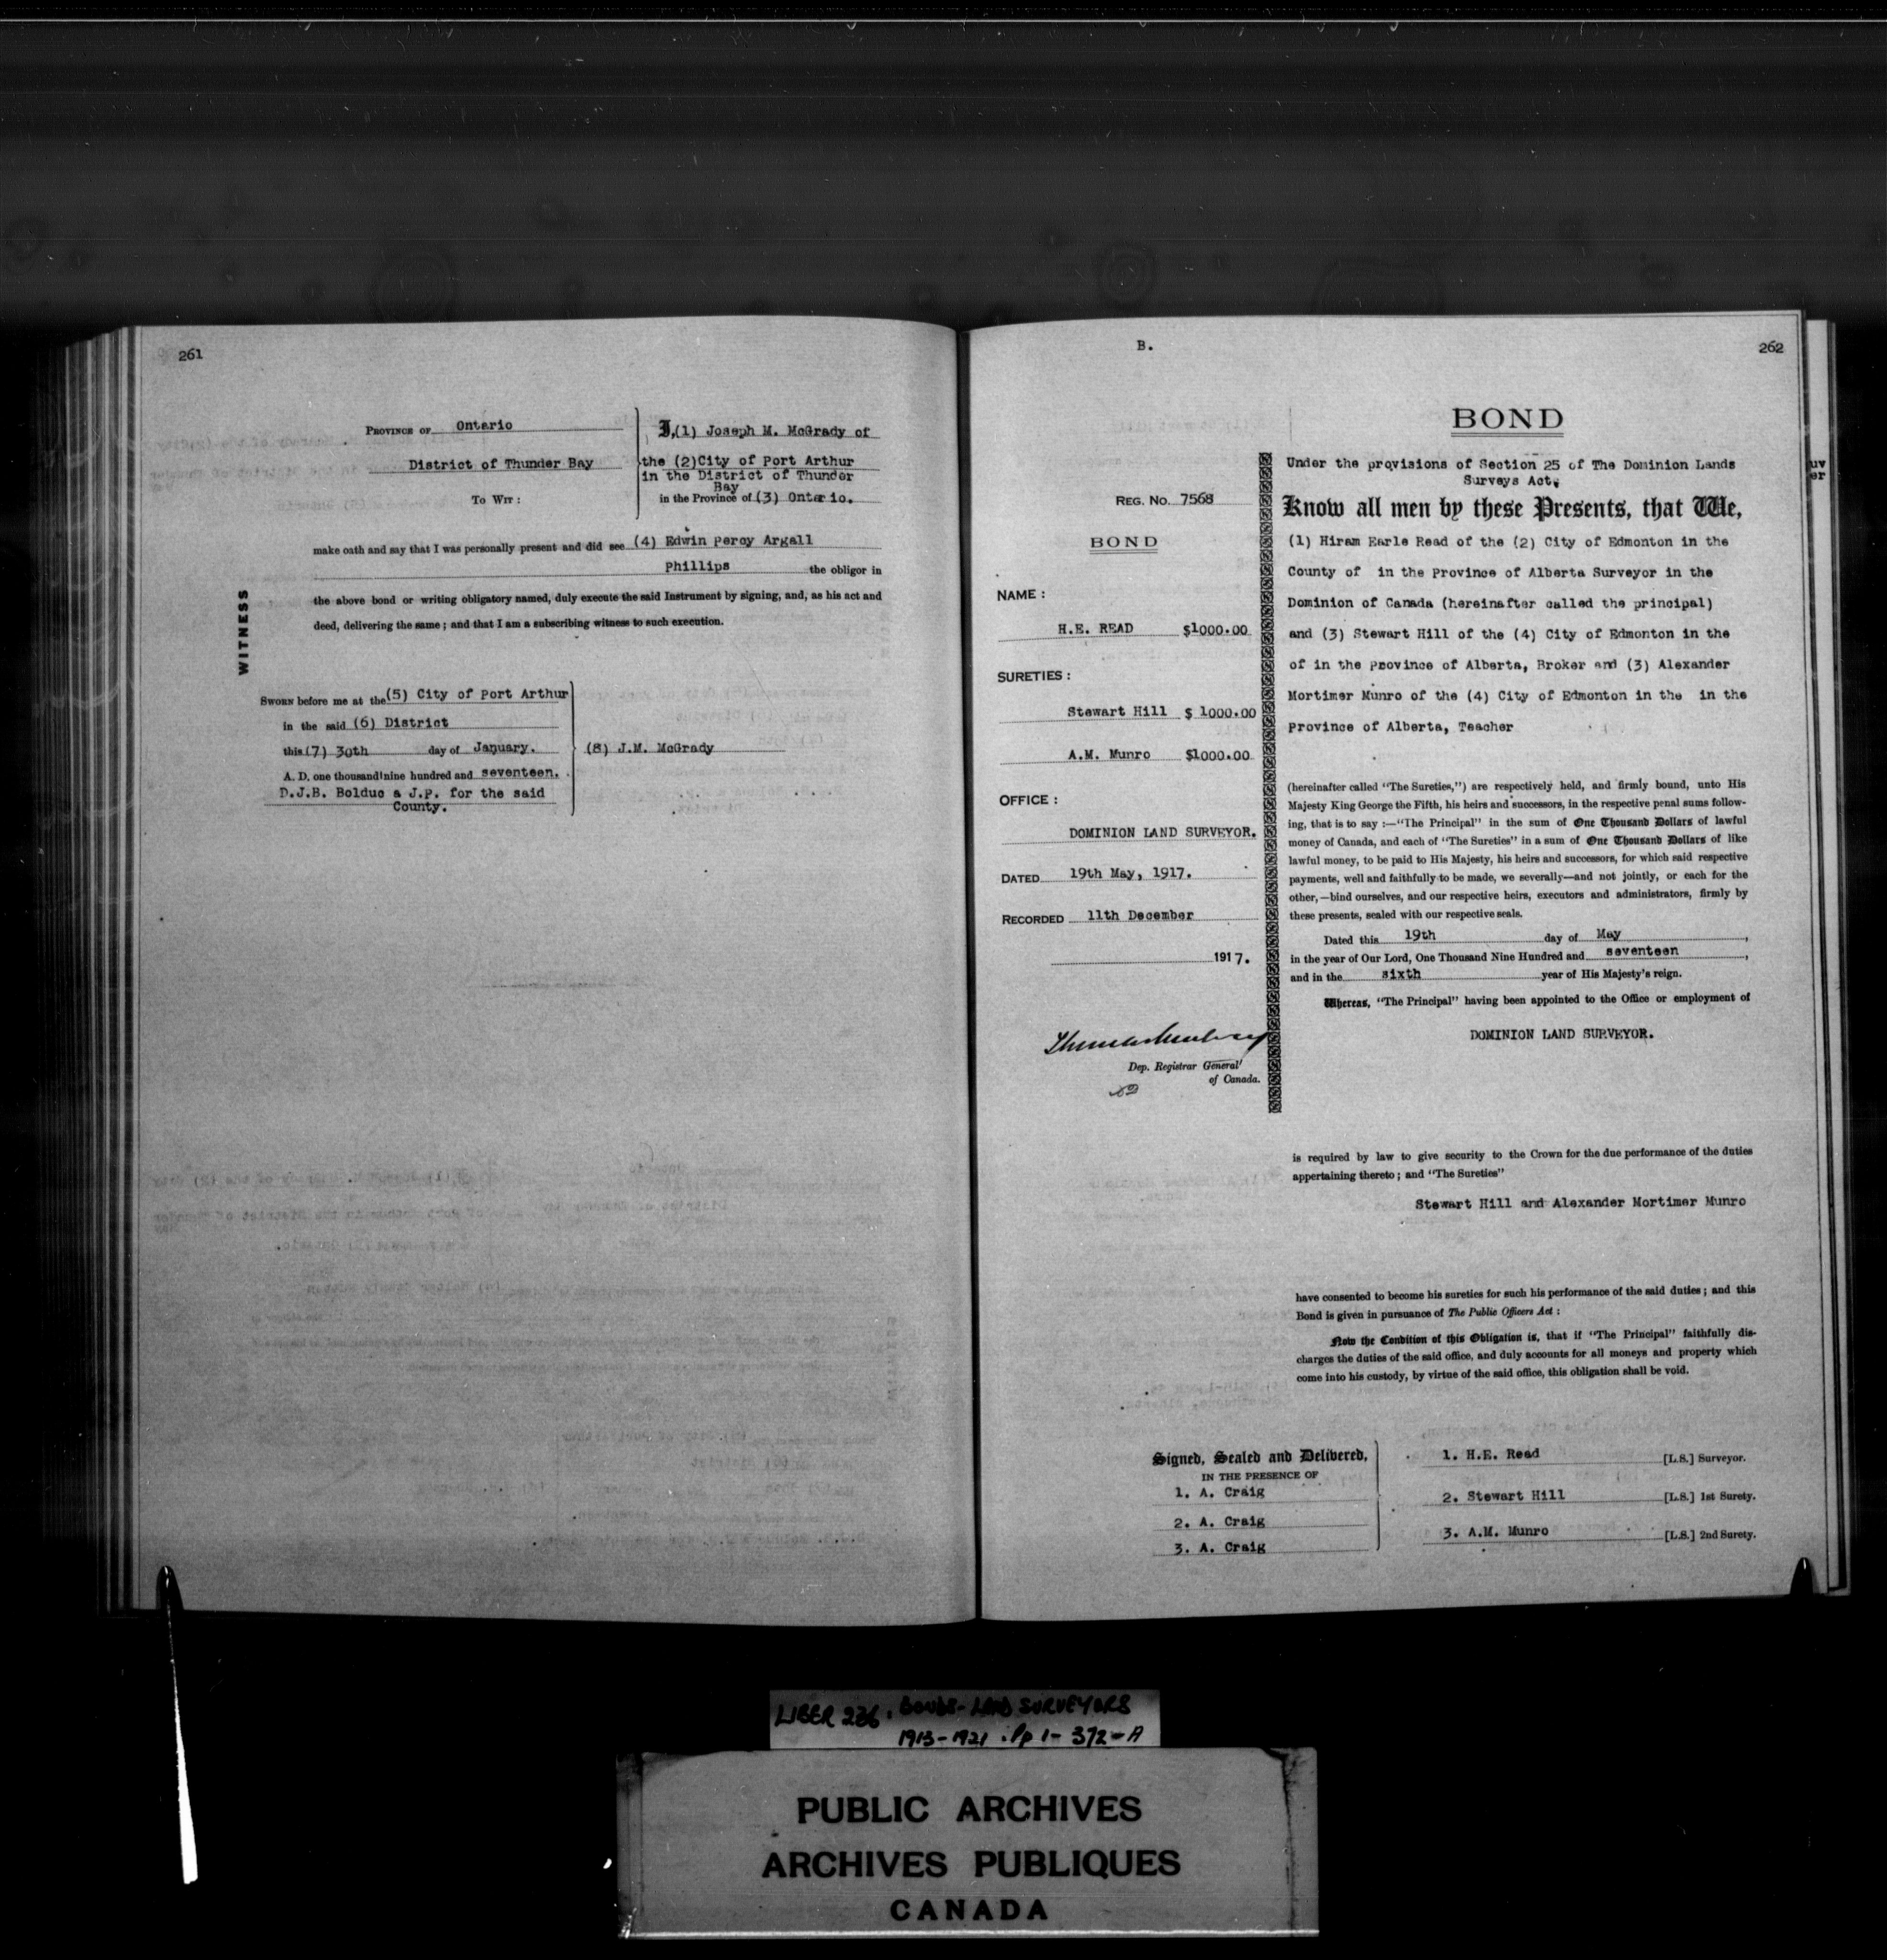 261
PROVINCE OF Ontario
District of Thunder Bay
TO WIT :
I, (1) Joseph M. McGrady of
the (2)City of Port Arthur
in the District of Thunder
Bay
in the Province of (3) Ontario.
make oath and say that I was personally present and did see (4) Edwin Percy Argall
Phillips the obligor in
the above bond or writing obligatory named, duly execute the said Instrument by signing, and, as his act and
deed, delivering the same ; and that I am a subscribing witness to such execution.
WITNESS
SWORN before me at the (5) City of Port Arthur
in the said (6) District
this (7) 30th day of January.
A. D. one thousand nine hundred and seventeen.
D.J.B. Bolduc a J.P. for the said
County.
(8) J.M. McGrady
B.
262
REG. NO. 7568
BOND
NAME :
H.E. READ $1000.00
SURETIES :
Stewart Hill $ 1000.00
A.M. Munro $1000.00
OFFICE :
DOMINION LAND SURVEYOR.
DATED 19th May, 1917.
RECORDED 11th December
1917.
Dep. Registrar General
of Canada.
BOND
Under the provisions of Section 25 of The Dominion Lands
Surveys Act.
Know all men by these Presents, that We,
(1) Hiram Earle Read of the (2) City of Edmonton in the
County of in the Province of Alberta Surveyor in the
Dominion of Canada (hereinafter called the principal)
and (3) Stewart Hill of the (4) City of Edmonton in the
of in the Province of Alberta, Broker and (3) Alexander
Mortimer Munro of the (4) City of Edmonton in the in the
Province of Alberta, Teacher
(hereinafter called "The Sureties,") are respectively held, and firmly bound, unto His
Majesty King George the Fifth, his heirs and successors, in the respective penal sums follow-
ing, that is to say :—"The Principal" in the sum of One Thousand Dollars of lawful
money of Canada, and each of "The Sureties" in a sum of One Thousand Dollars of like
lawful money, to be paid to His Majesty, his heirs and successors, for which said respective
payments, well and faithfully to be made, we severally—and not jointly, or each for the
other,—bind ourselves, and our respective heirs, executors and administrators, firmly by
these presents, sealed with our respective seals.
Dated this 19th day of May ,
in the year of Our Lord, One Thousand Nine Hundred and seventeen ,
and in the sixth year of His Majesty's reign.
Whereas, "The Principal" having been appointed to the Office or employment of
DOMINION LAND SURVEYOR.
is required by law to give security to the Crown for the due performance of the duties
appertaining thereto ; and "The Sureties"
Stewart Hill and Alexander Mortimer Munro
have consented to become his sureties for such his performance of the said duties ; and this
Bond is given in pursuance of The Public Officers Act :
Now the Condition of this Obligation is, that if "The Principal" faithfully dis-
charges the duties of the said office, and duly accounts for all moneys and property which
come into his custody, by virtue of the said office, this obligation shall be void.
Signed, Sealed and Delivered,
IN THE PRESENCE OF
1. A. Craig
2. A. Craig
3. A. Craig
1. H.E. Read [L.S.] Surveyor.
2. Stewart Hill [L.S.] 1st Surety.
3. A.M. Munro [L.S.] 2nd Surety.
LIBER 236. BONDS-LAND SURVEYORS
1913-1921 . Pp 1- 372-A
PUBLIC ARCHIVES
ARCHIVES PUBLIQUES
CANADA